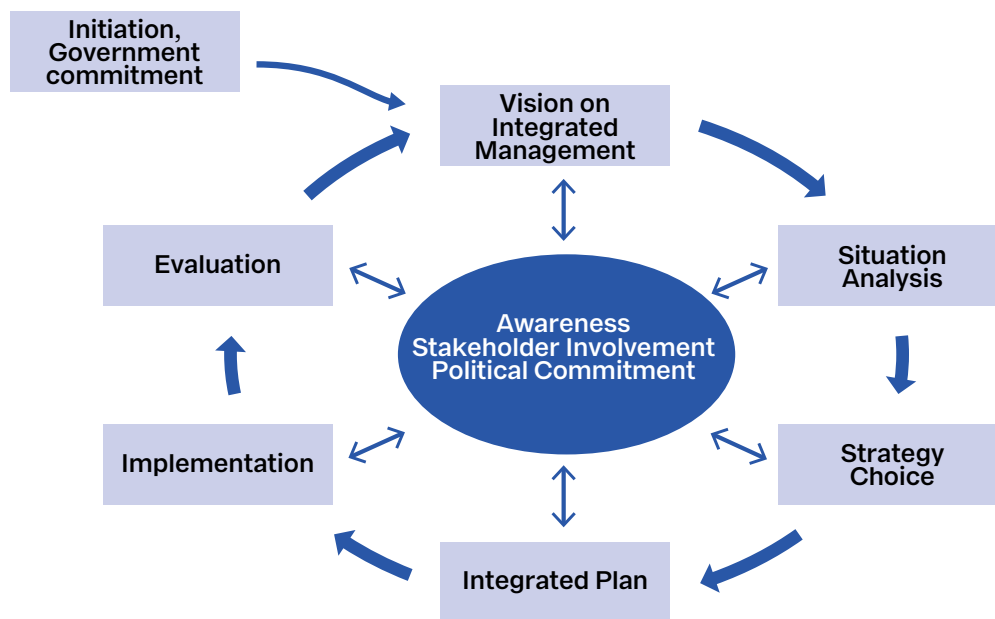 Initiation,
Government
commitment
Vision on
Integrated
Management
Evaluation
Situation
Analysis
Awareness
Stakeholder Involvement
Political Commitment
Implementation
Strategy
Choice
Integrated Plan